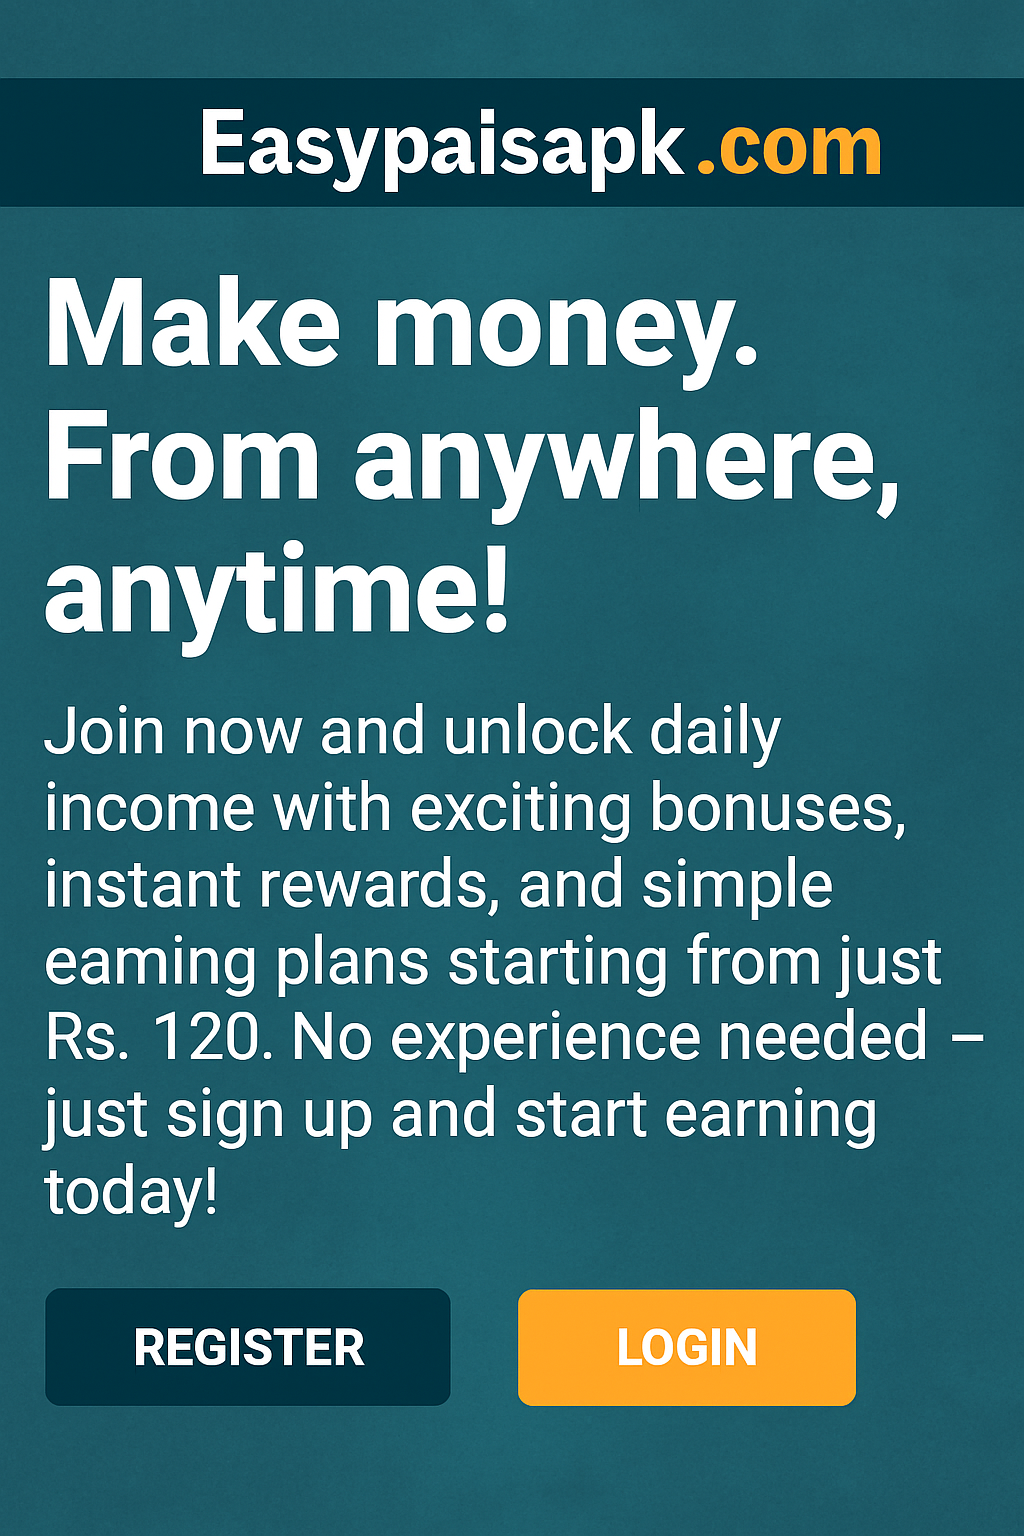 Easypaisapk.com
Make money.
From anywhere,
anytime!
Join now and unlock daily
income with exciting bonuses,
instant rewards, and simple
eaming plans starting from just
Rs. 120. No experience needed –
just sign up and start earning
today!
REGISTER
LOGIN